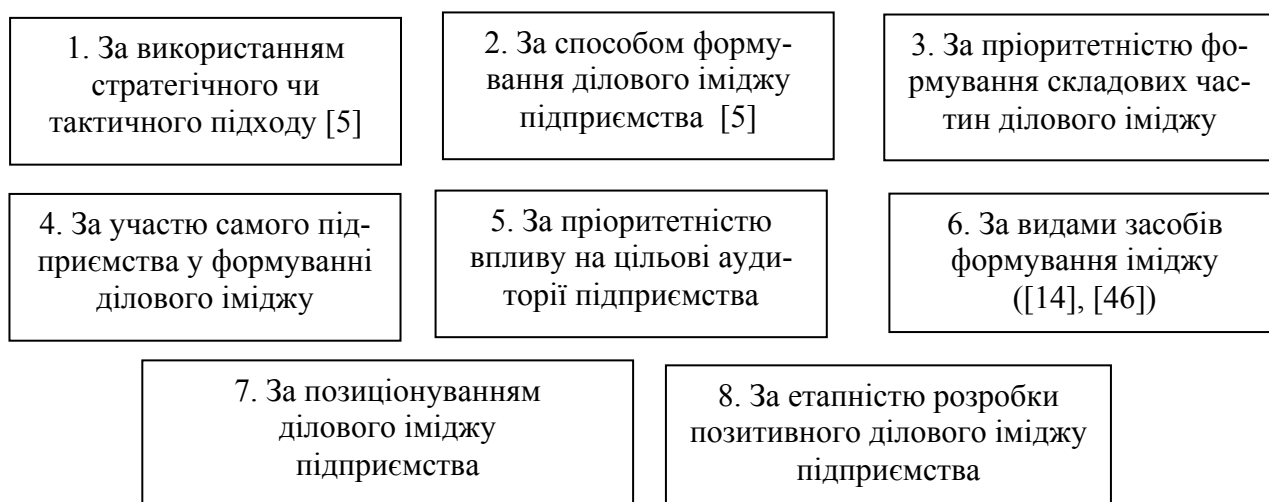 1. За використанням
стратегічного чи
тактичного підходу [5]
2. За способом форму-
вання ділового іміджу
підприємства [5]
3. За пріоритетністю фо-
рмування складових час-
тин ділового іміджу
4. За участю самого під-
приємства у формуванні
ділового іміджу
5. За пріоритетністю
впливу на цільові ауди-
торії підприємства
6. За видами засобів
формування іміджу
([14], [46])
7. За позиціонуванням
ділового іміджу
підприємства
8. За етапністю розробки
позитивного ділового іміджу
підприємства